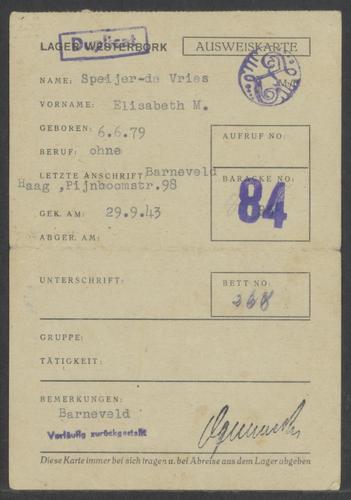 Duplicat
LAGER WESTERBORK AUSWEISKARTE
NAME: Speijer-de Vries
VORNAME: Elisabeth M.
GEBOREN: 6.6.79
AUFRUF NO:
BERUF: ohne
LETZTE ANSCHRIFT Barneveld
BARACKE NO:
Haag ,Pijnboomstr.98
84
GEK. AM: 29.9.43
ABGER. AM:
UNTERSCHRIFT:
BETT NO:
268
GRUPPE:
TÄTIGKEIT:
BEMERKUNGEN:
Barneveld
Vorläufig zurückgestellt
Diese Karte immer bei sich tragen u. bei Abreise aus dem Lager abgeben